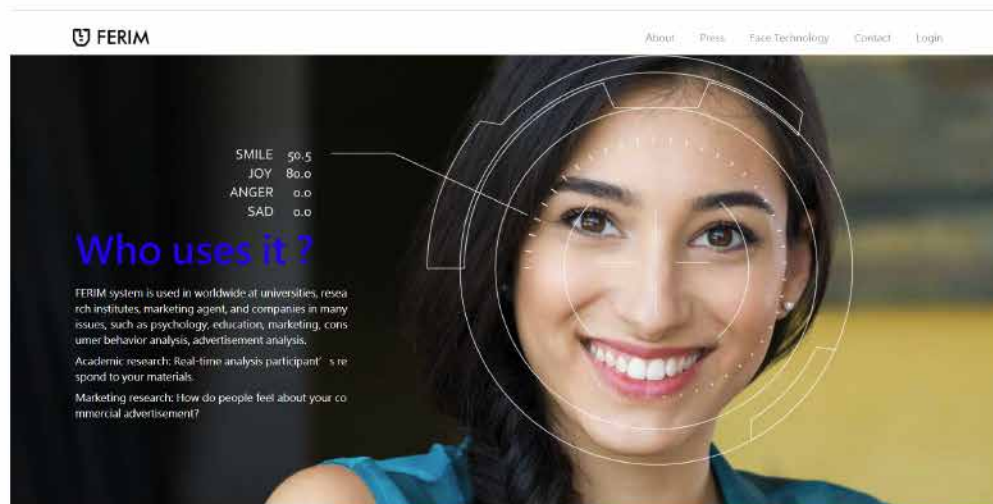 FERIM
About Press Face Technology Contact Login
SMILE 50.5
JOY 80.0
ANGER 0.0
SAD 0.0
Who uses it ?
FERIM system is used in worldwide at universities, resea
rch institutes, marketing agent, and companies in many
issues, such as psychology, education, marketing, cons
umer behavior analysis, advertisement analysis.
Academic research: Real-time analysis participant’ s re
spond to your materials.
Marketing research: How do people feel about your co
mmercial advertisement?